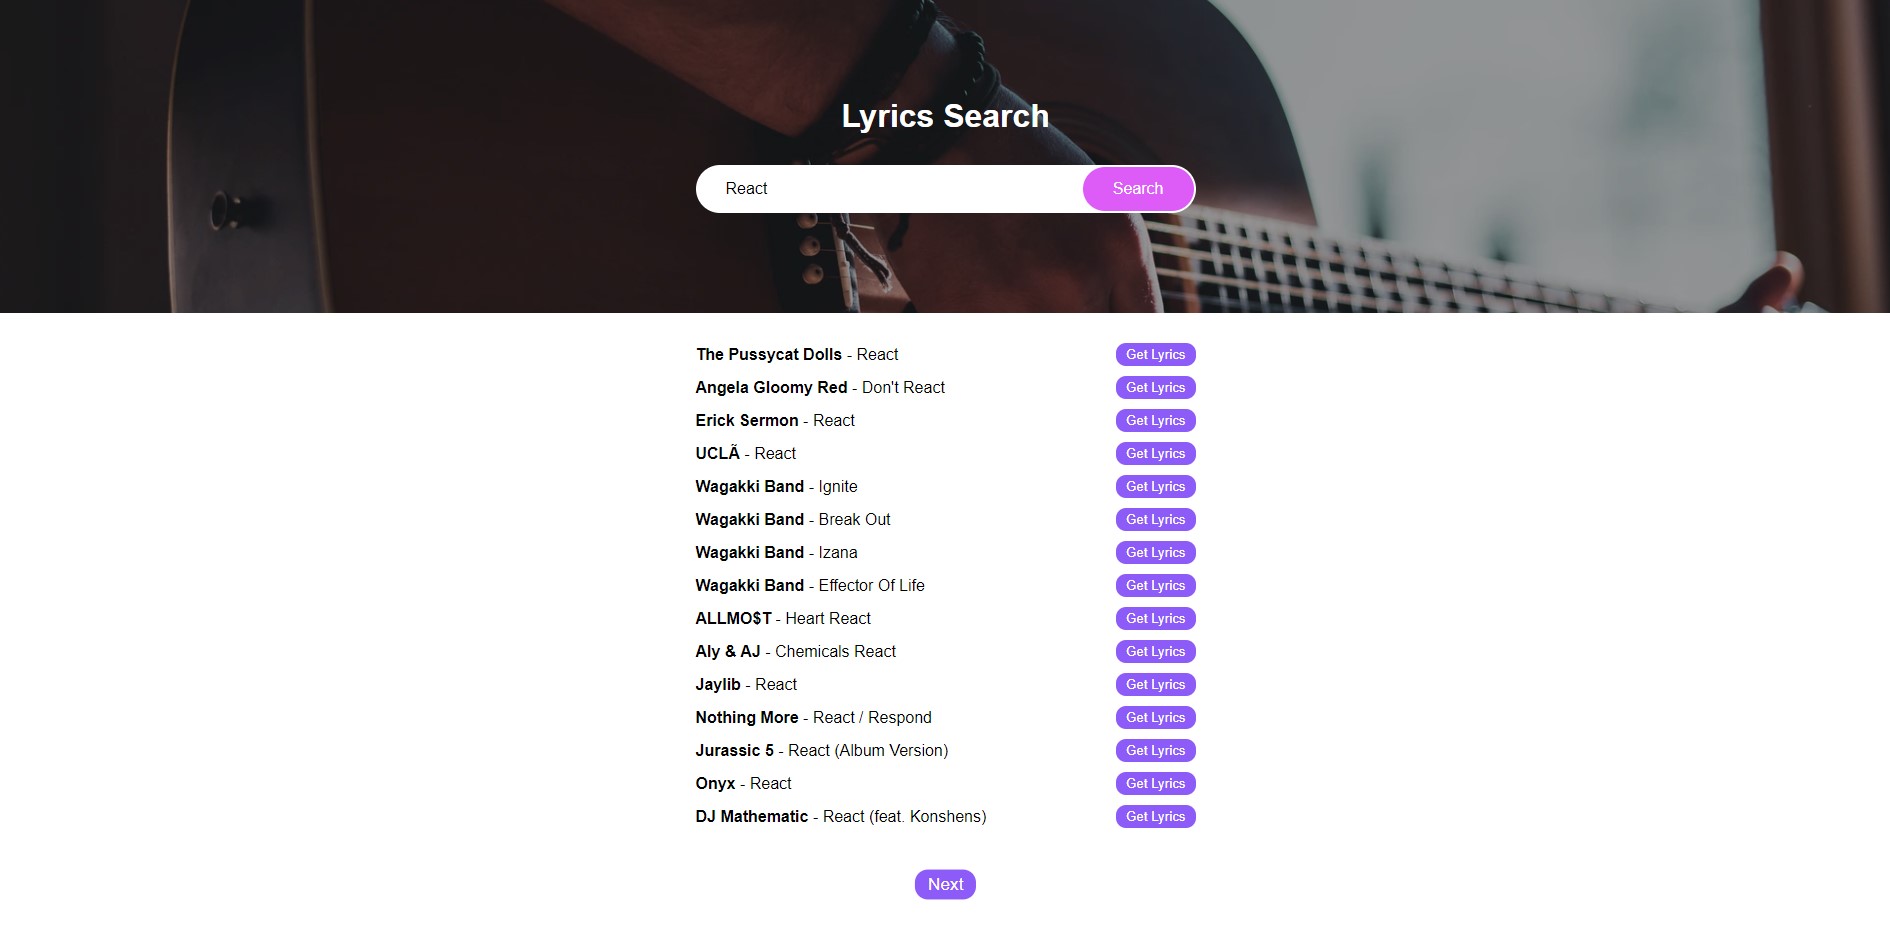 Lyrics Search
React Search
The Pussycat Dolls - React Get Lyrics
Angela Gloomy Red - Don't React Get Lyrics
Erick Sermon - React Get Lyrics
UCLÃ - React Get Lyrics
Wagakki Band - Ignite Get Lyrics
Wagakki Band - Break Out Get Lyrics
Wagakki Band - Izana Get Lyrics
Wagakki Band - Effector Of Life Get Lyrics
ALLMO$T - Heart React Get Lyrics
Aly & AJ - Chemicals React Get Lyrics
Jaylib - React Get Lyrics
Nothing More - React / Respond Get Lyrics
Jurassic 5 - React (Album Version) Get Lyrics
Onyx - React Get Lyrics
DJ Mathematic - React (feat. Konshens) Get Lyrics
Next